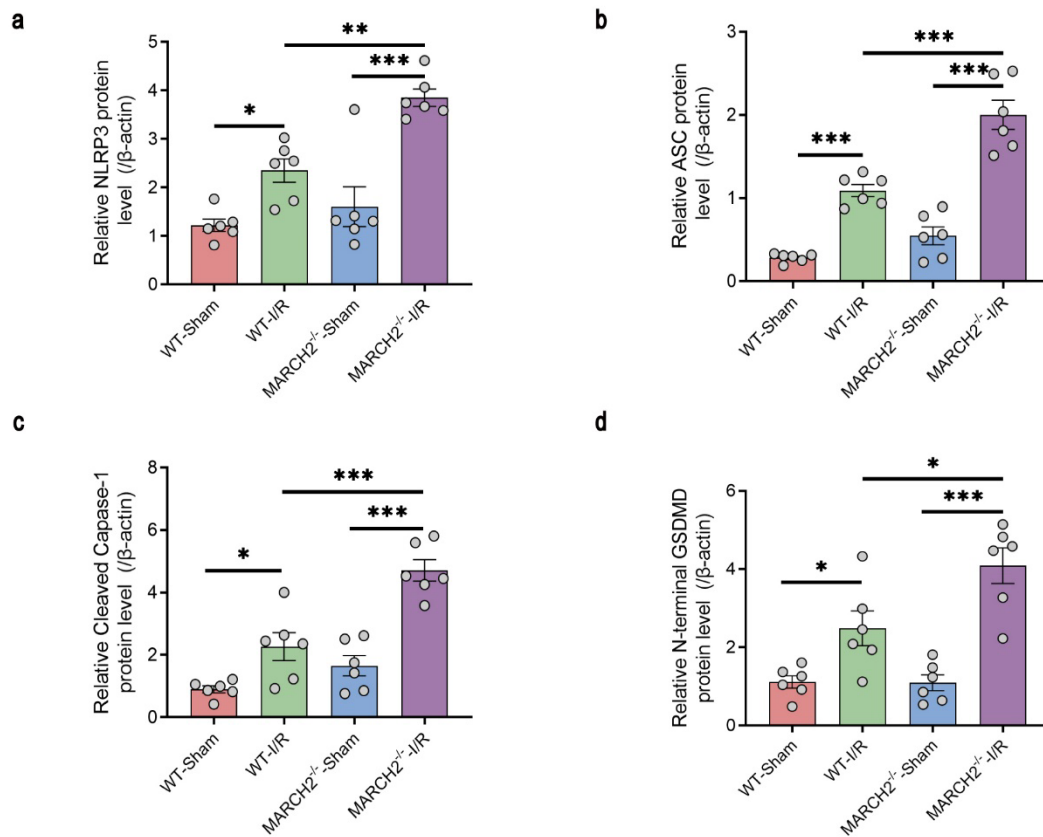 a
Relative NLRP3 protein
level (/β-actin)
5
4
3
2
1
0
*
**
***
WT-Sham
WT-I/R
MARCH2-/--Sham
MARCH2-/--I/R
b
Relative ASC protein
level (/β-actin)
3
2
1
0
***
***
***
WT-Sham
WT-I/R
MARCH2-/--Sham
MARCH2-/--I/R
c
Relative Cleaved Capase-1
protein level (/β-actin)
8
6
4
2
0
*
***
***
WT-Sham
WT-I/R
MARCH2-/--Sham
MARCH2-/--I/R
d
Relative N-terminal GSDMD
protein level (/β-actin)
6
4
2
0
*
*
***
WT-Sham
WT-I/R
MARCH2-/--Sham
MARCH2-/--I/R